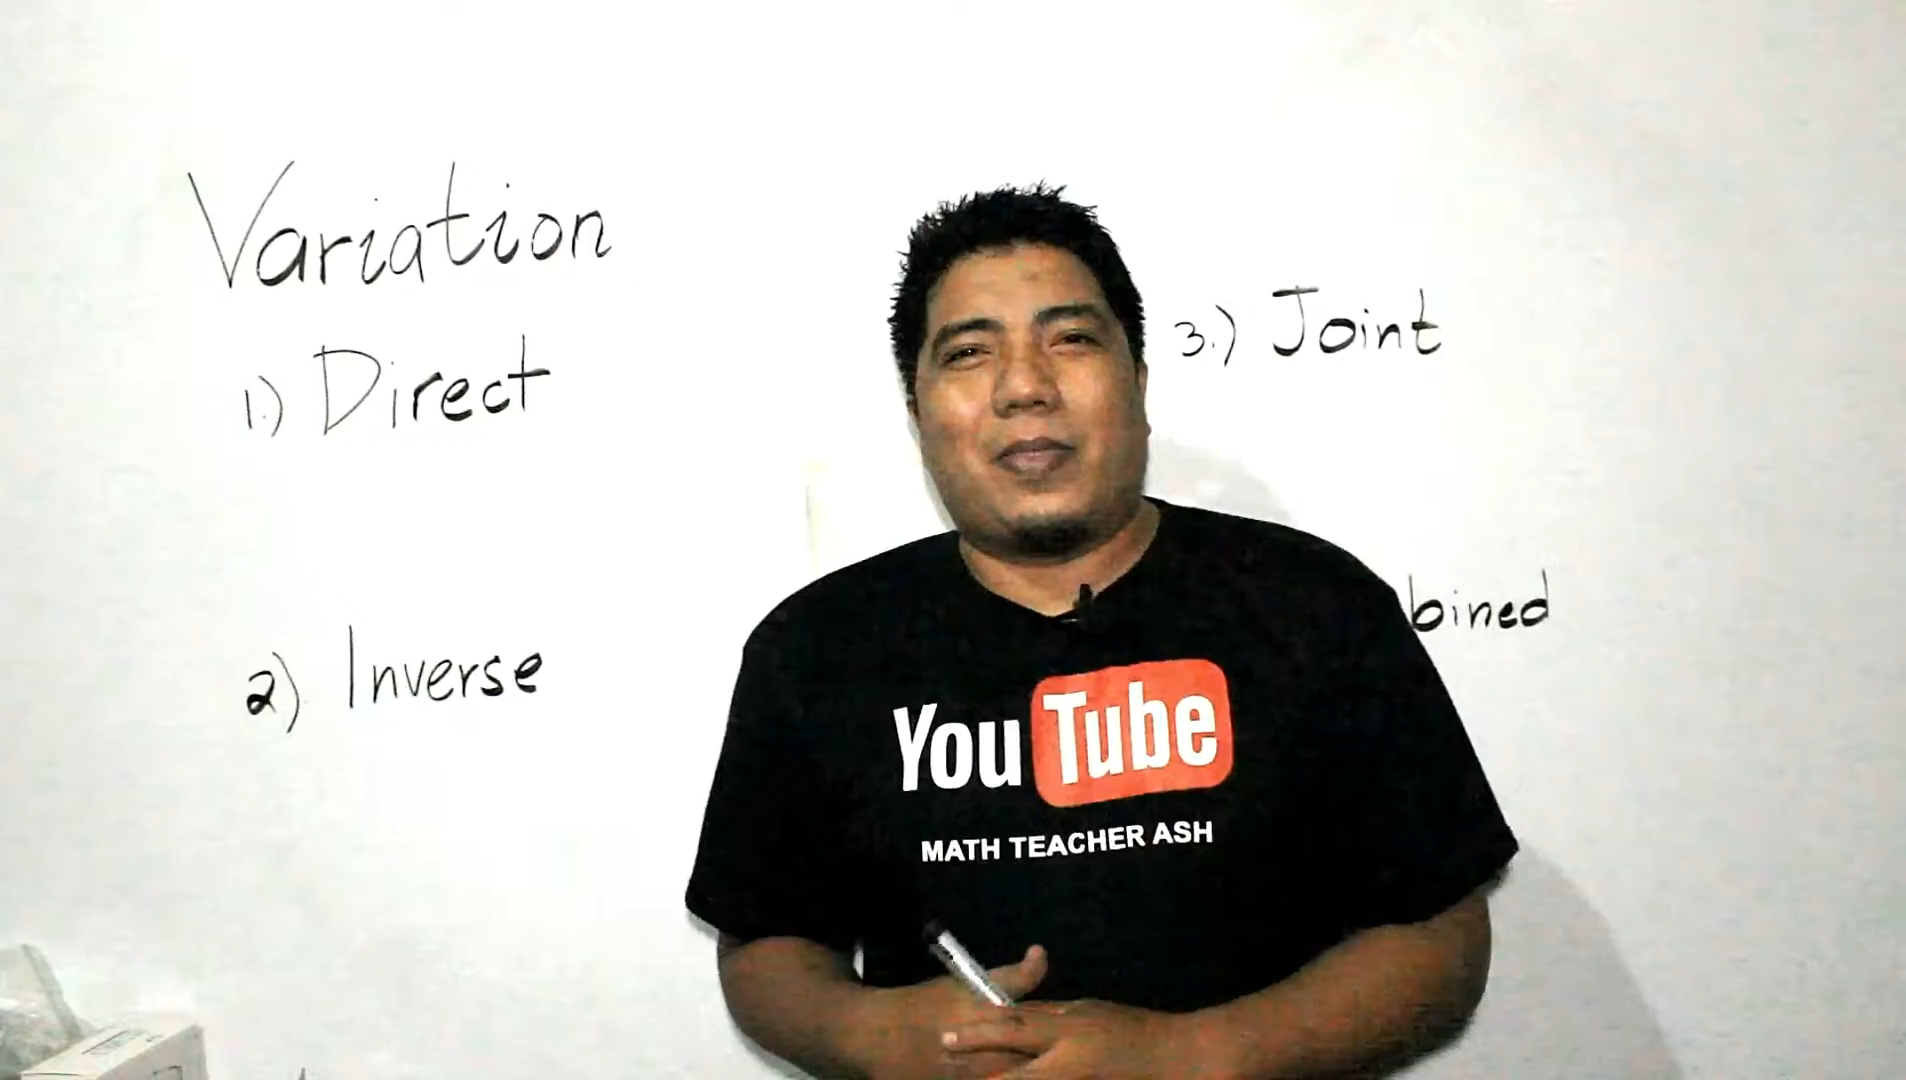 Variation
1.) Direct
2). Inverse
3.) Joint
bined
YouTube
MATH TEACHER ASH